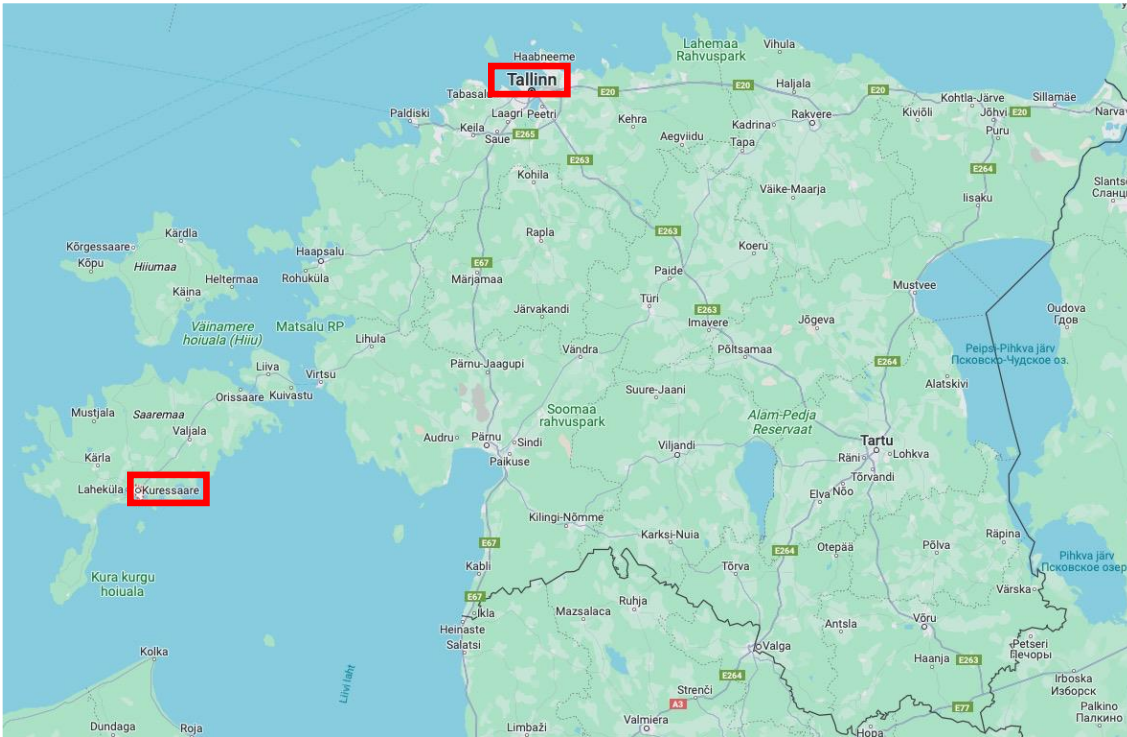 Lahemaa
Rahvuspark
Vihula
Haabneeme
Tallinn
E20
E20
Haljala
E20
Kohtla-Järve
Sillamäe
Tabasalu
Paldiski
Laagri
Peetri
Kehra
Kadrina
Rakvere
Kiviõli
Jõhvi
E20
Narva
Keila
E265
Saue
Aegviidu
Tapa
Puru
E263
E264
Kohila
Väike-Maarja
Iisaku
Slants
Сланц
Kärdla
Rapla
E263
Kõrgessaare
Kõpu
Hiiumaa
Haapsalu
Koeru
Heltermaa
Rohuküla
E67
Märjamaa
Paide
Käina
Türi
Mustvee
Järvakandi
E263
Imavere
Jõgeva
Oudova
Гдов
Väinamere
hoiuala (Hiiu)
Matsalu RP
Lihula
Vändra
Põltsamaa
Peipsi-Pihkva järv
Псковско-Чудское оз.
Pärnu-Jaagupi
E264
Liiva
Virtsu
Orissaare
Kuivastu
Suure-Jaani
Alatskivi
Mustjala
Saaremaa
Valjala
Soomaa
rahvuspark
Alam-Pedja
Reservaat
Audru
Pärnu
Sindi
Viljandi
Tartu
Kärla
Paikuse
Räni
Lohkva
Tõrvandi
Laheküla
Kuressaare
Elva
Nõo
Kilingi-Nõmme
Karksi-Nuia
E67
E264
Otepää
Põlva
Räpina
Kabli
Tõrva
Pihkva järv
Псковское озер
Kura kurgu
hoiuala
E67
Ikla
Mazsalaca
Ruhja
Värska
Heinaste
Salatsi
Antsla
Võru
Kolka
Valga
Petseri
Печоры
Liivi laht
Haanja
E263
E264
Irboska
Изборск
Strenči
A3
E77
Palkino
Палкино
Dundaga
Roja
Limbaži
Valmiera